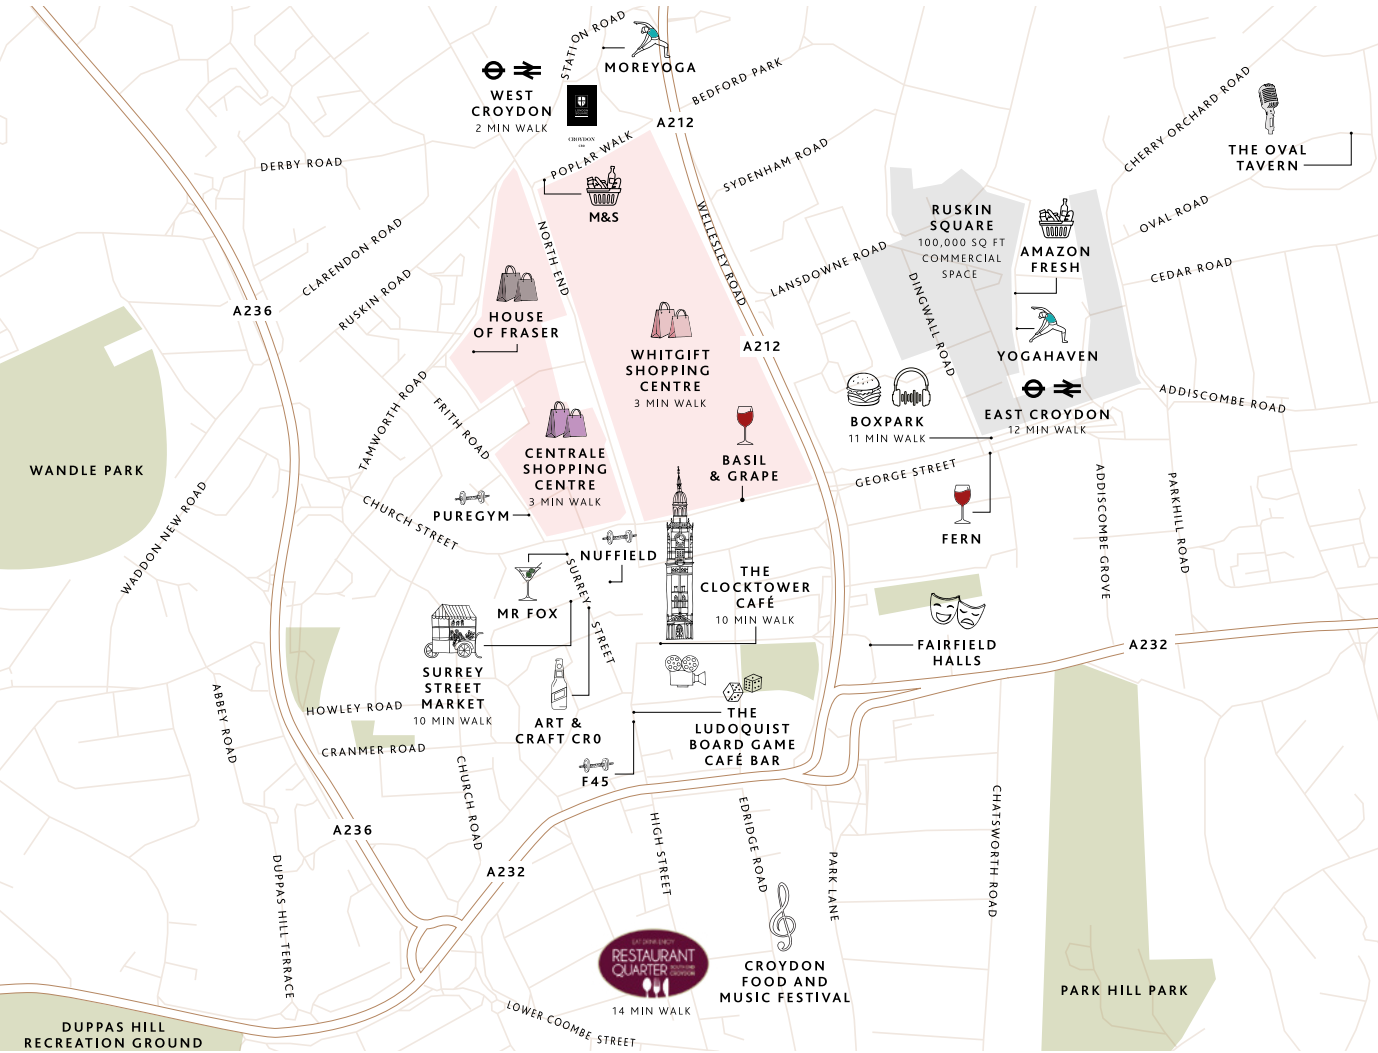 STATION ROAD
MOREYOGA
WEST
CROYDON
2 MIN WALK
BEDFORD PARK
A212
CROYDON
POPLAR WALK
M&S
DERBY ROAD
SYDENHAM ROAD
CHERRY ORCHARD ROAD
THE OVAL
TAVERN
CLARENDON ROAD
RUSKIN ROAD
NORTH END
WELLESLEY ROAD
LANSDOWNE ROAD
RUSKIN
SQUARE
100,000 SQ FT
COMMERCIAL
SPACE
DINGWALL ROAD
AMAZON
FRESH
OVAL ROAD
CEDAR ROAD
A236
HOUSE
OF FRASER
WHITGIFT
SHOPPING
CENTRE
3 MIN WALK
A212
YOGAHAVEN
EAST CROYDON
12 MIN WALK
ADDISCOMBE ROAD
BOXPARK
11 MIN WALK
TAMWORTH ROAD
FRITH ROAD
CENTRALE
SHOPPING
CENTRE
3 MIN WALK
BASIL
& GRAPE
GEORGE STREET
WANDLE PARK
WADDON NEW ROAD
CHURCH STREET
PUREGYM
NUFFIELD
FERN
ADDISCOMBE GROVE
PARKHILL ROAD
MR FOX
SURREY
STREET
THE
CLOCKTOWER
CAFÉ
10 MIN WALK
FAIRFIELD
HALLS
A232
SURREY
STREET
MARKET
10 MIN WALK
ABBEY ROAD
HOWLEY ROAD
CRANMER ROAD
ART &
CRAFT CR0
THE
LUDOQUIST
BOARD GAME
CAFÉ BAR
F45
CHURCH ROAD
A236
A232
HIGH STREET
EDRIDGE ROAD
PARK LANE
CHATSWORTH ROAD
DUPPAS HILL TERRACE
EAT DRINK ENJOY
RESTAURANT
QUARTER
SOUTH END
CROYDON
14 MIN WALK
CROYDON
FOOD AND
MUSIC FESTIVAL
PARK HILL PARK
LOWER COOMBE STREET
DUPPAS HILL
RECREATION GROUND